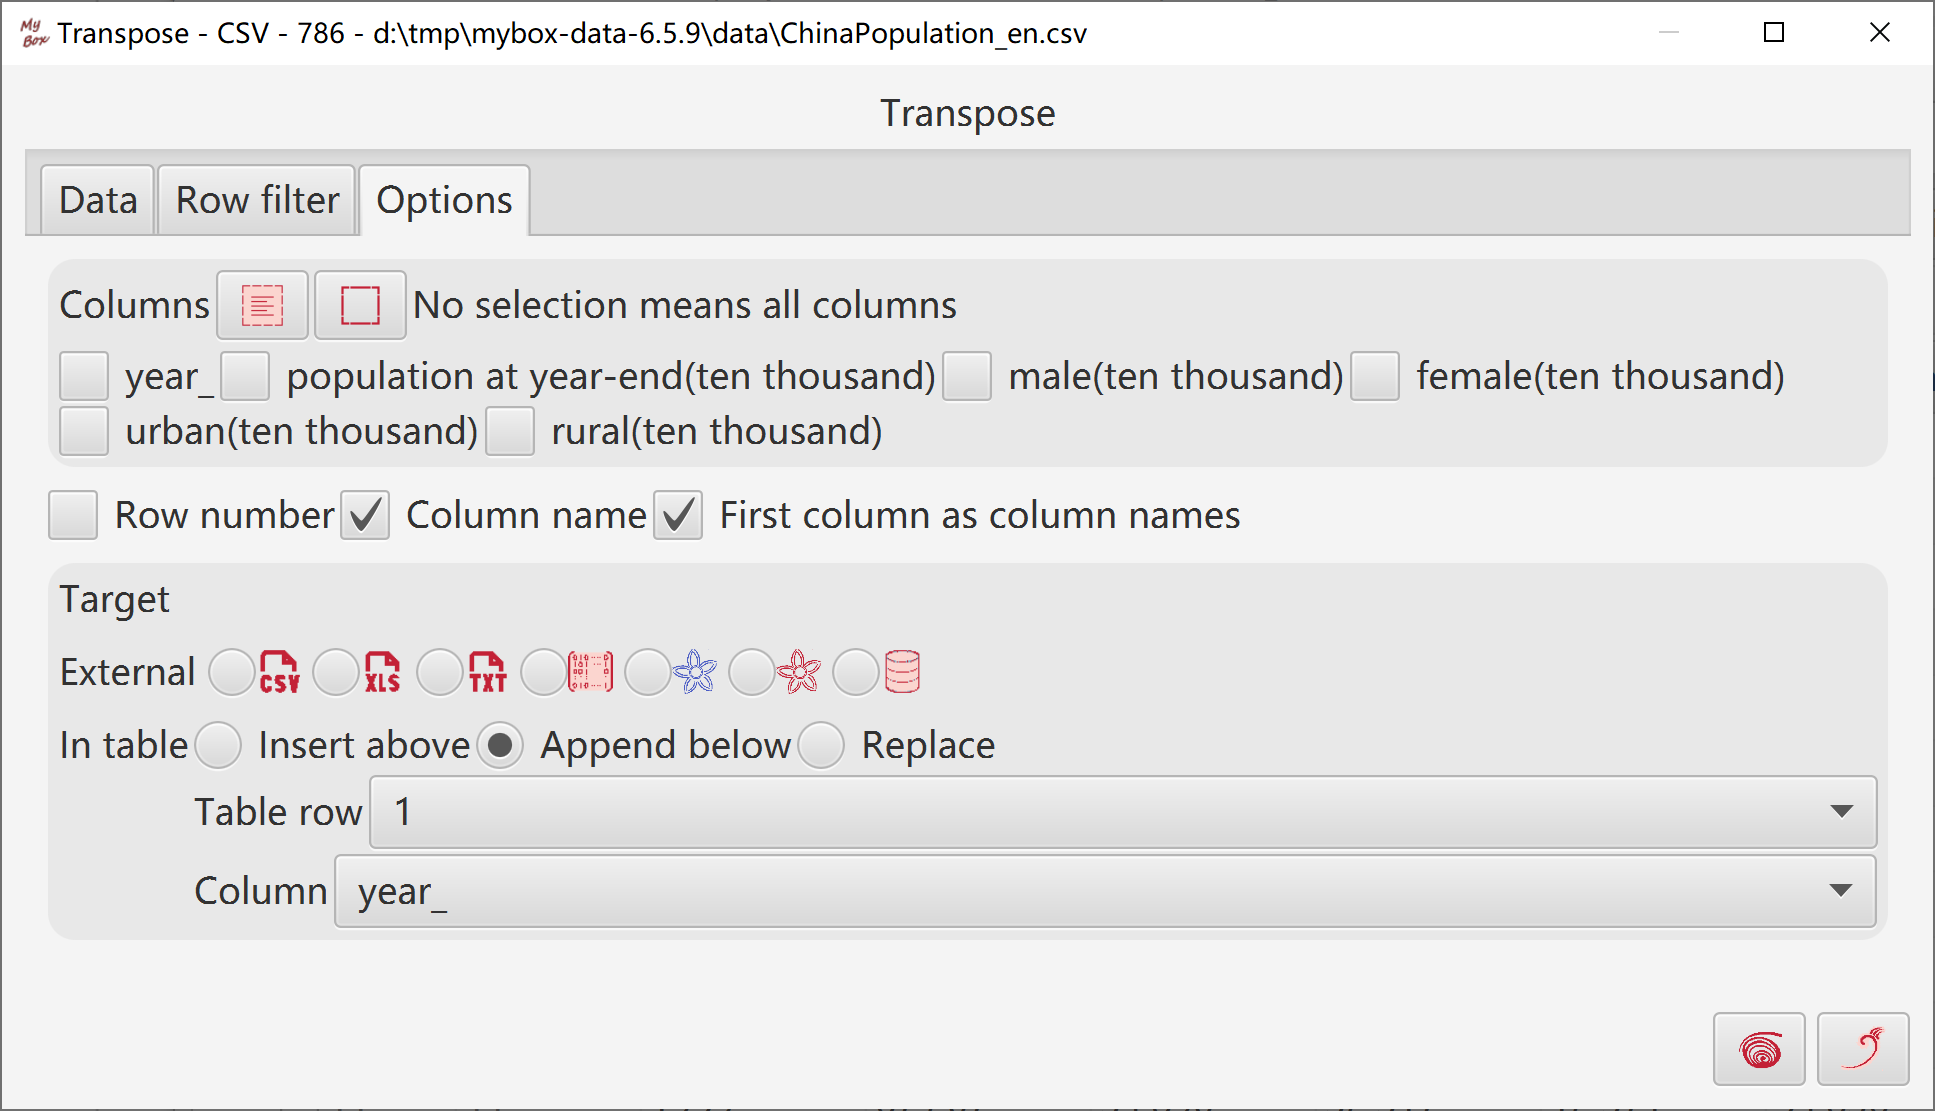 My Box Transpose - CSV - 786 - d:\tmp\mybox-data-6.5.9\data\ChinaPopulation_en.csv
Transpose
Data Row filter Options
Columns No selection means all columns
year_ population at year-end(ten thousand) male(ten thousand) female(ten thousand)
urban(ten thousand) rural(ten thousand)
Row number Column name First column as column names
Target
External CSV XLS TXT
In table Insert above Append below Replace
Table row 1
Column year_